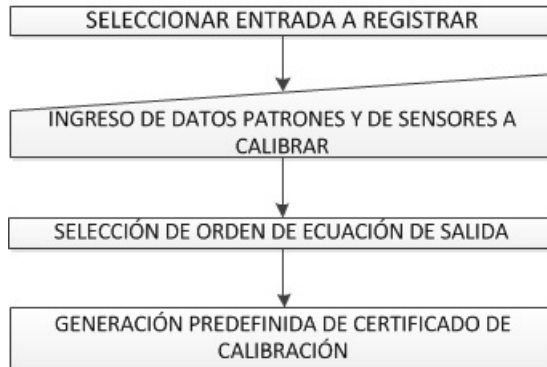 SELECCIONAR ENTRADA A REGISTRAR
INGRESO DE DATOS PATRONES Y DE SENSORES A
CALIBRAR
SELECCIÓN DE ORDEN DE ECUACIÓN DE SALIDA
GENERACIÓN PREDEFINIDA DE CERTIFICADO DE
CALIBRACIÓN